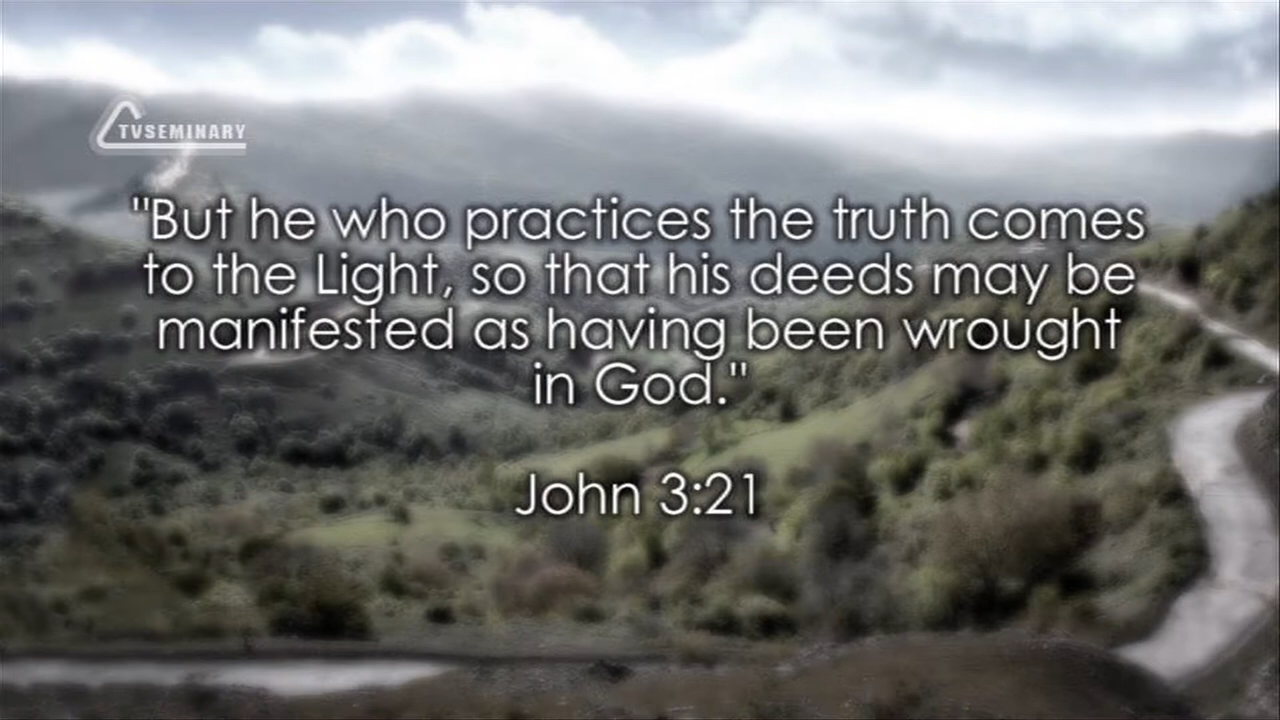 TVSEMINARY
"But he who practices the truth comes
to the Light, so that his deeds may be
manifested as having been wrought
in God."
John 3:21